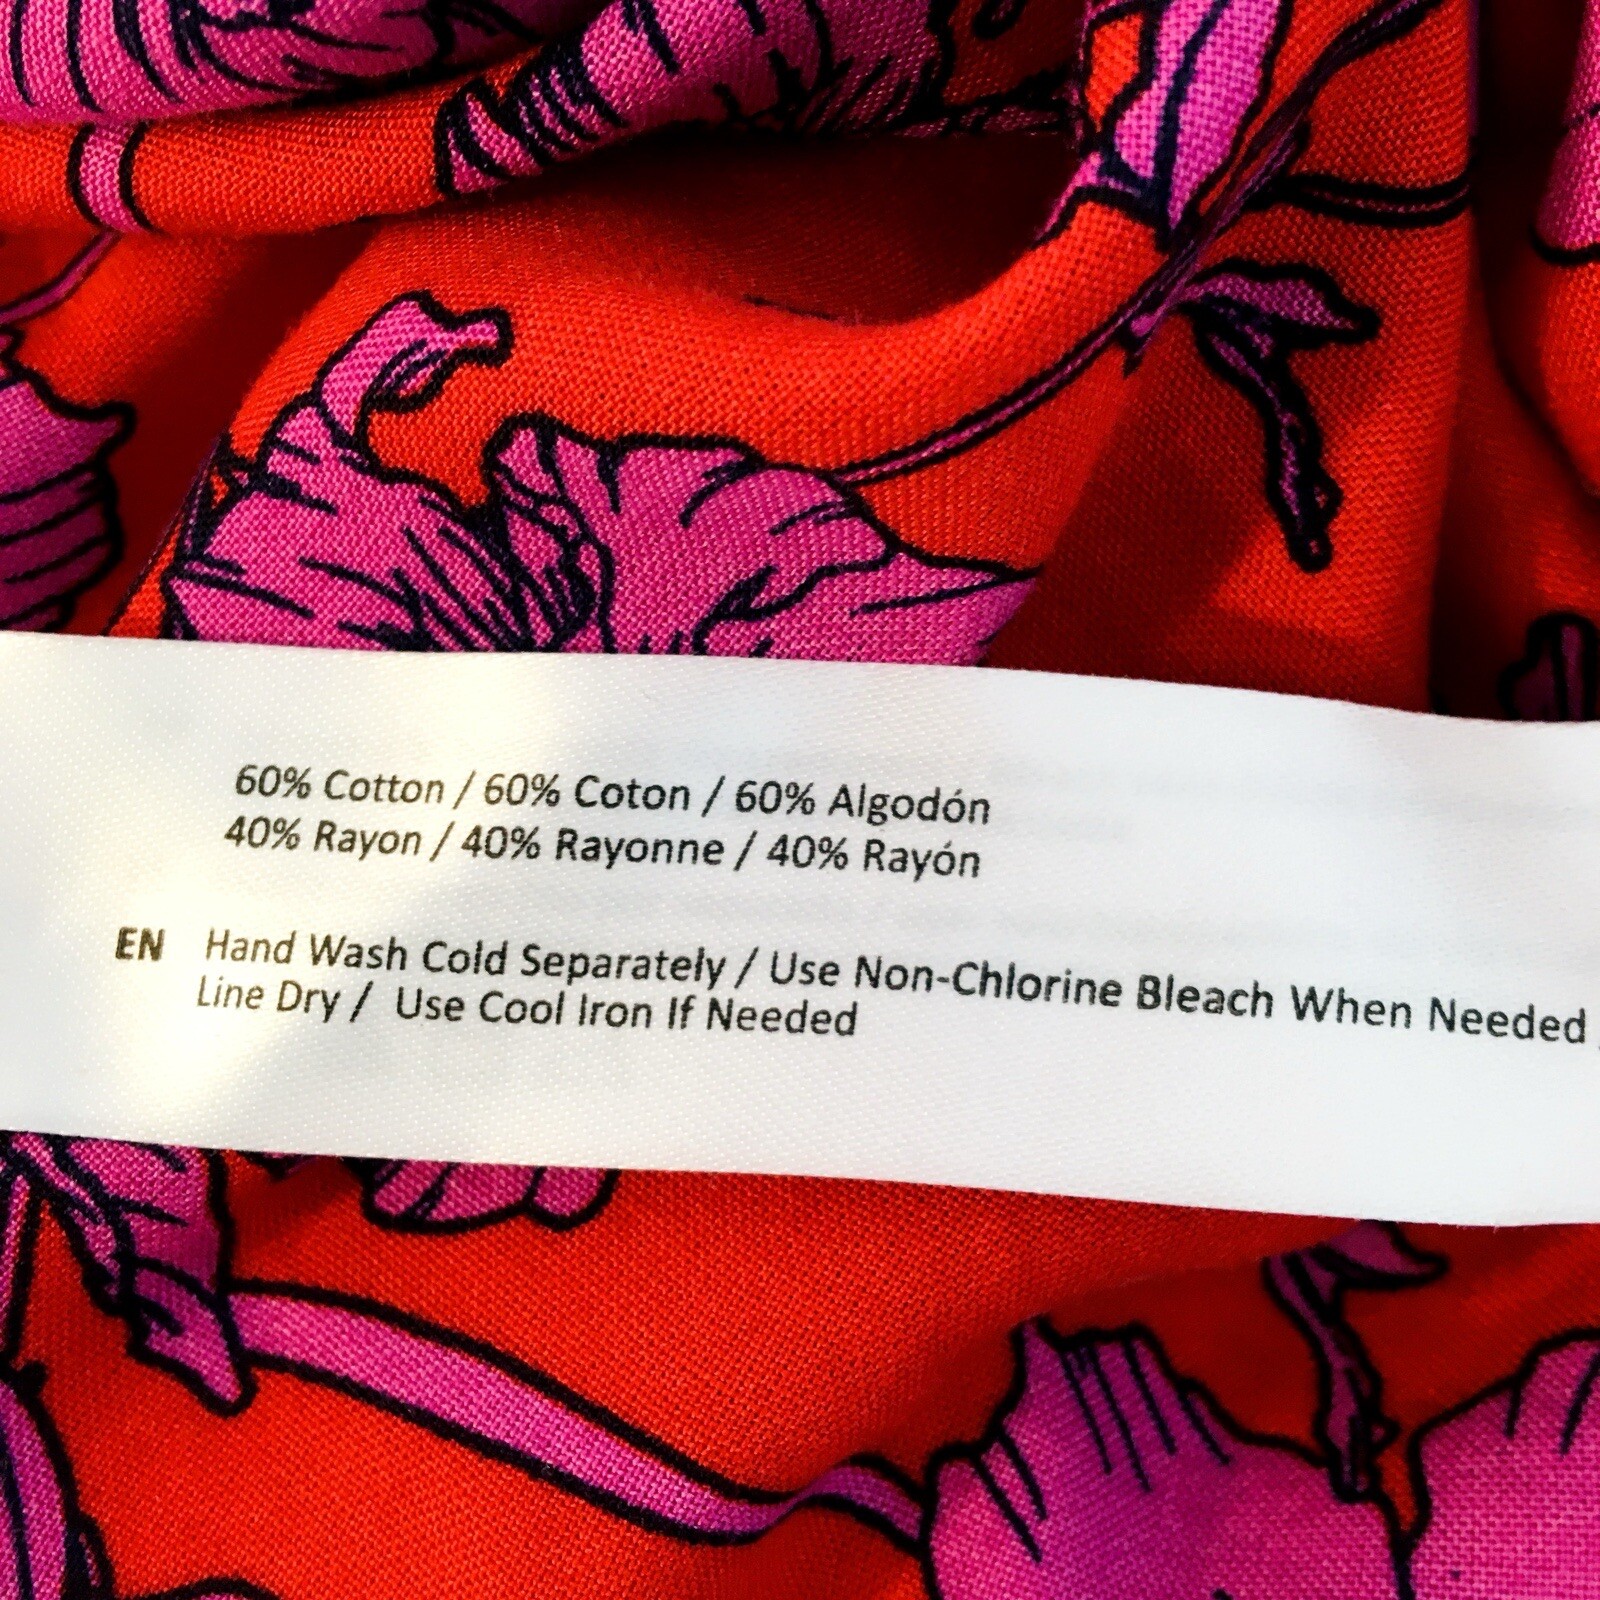 60% Cotton / 60% Coton / 60% Algodón
40% Rayon / 40% Rayonne / 40% Rayón
EN Hand Wash Cold Separately / Use Non-Chlorine Bleach When Needed /
Line Dry / Use Cool Iron If Needed